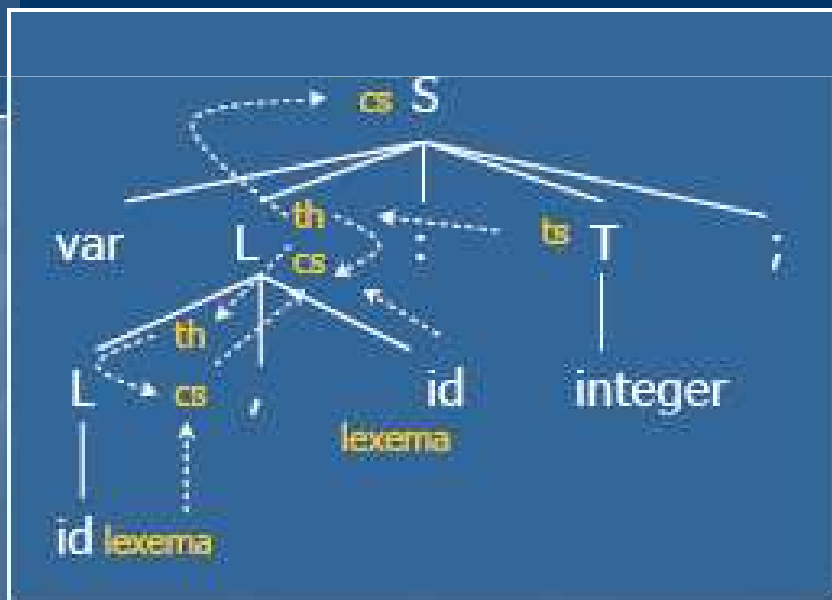 cs S
var L th : ts T ;
cs
th
L cs , id integer
lexema
id lexema